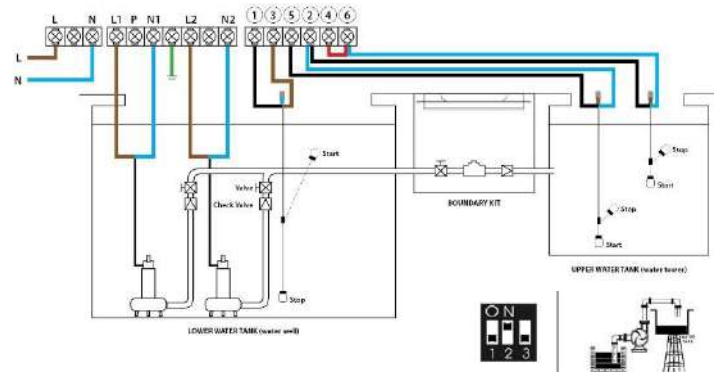 L N L1 P N1 L2 N2 1 3 5 2 4 6
L
N
Start
Stop
Valve
Start
Check Valve
BOUNDARY KIT
Stop
Start
Stop
UPPER WATER TANK (water tower)
LOWER WATER TANK (water well)
ON
1 2 3